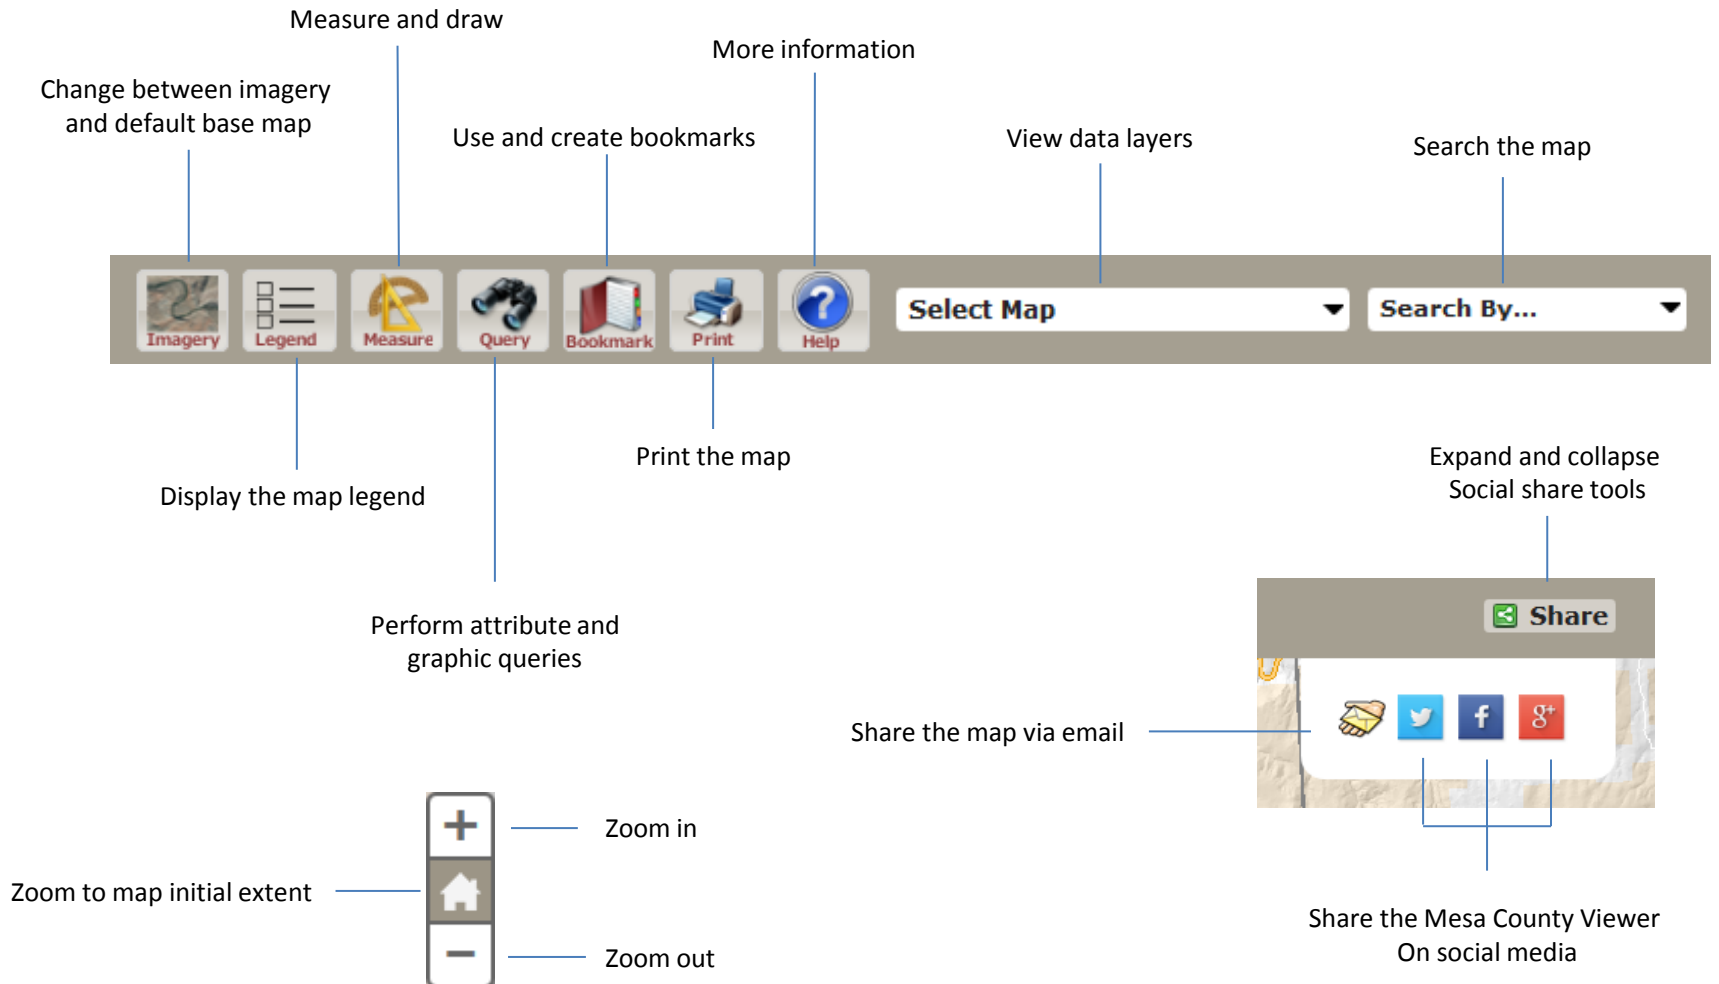 Measure and draw
More information
Change between imagery
and default base map
Use and create bookmarks
View data layers
Search the map
Imagery
Legend
Measure
Query
Bookmark
Print
Help
Select Map
Search By...
Print the map
Display the map legend
Expand and collapse
Social share tools
Perform attribute and
graphic queries
Share
Share the map via email
f
g+
Zoom in
Zoom to map initial extent
Zoom out
Share the Mesa County Viewer
On social media